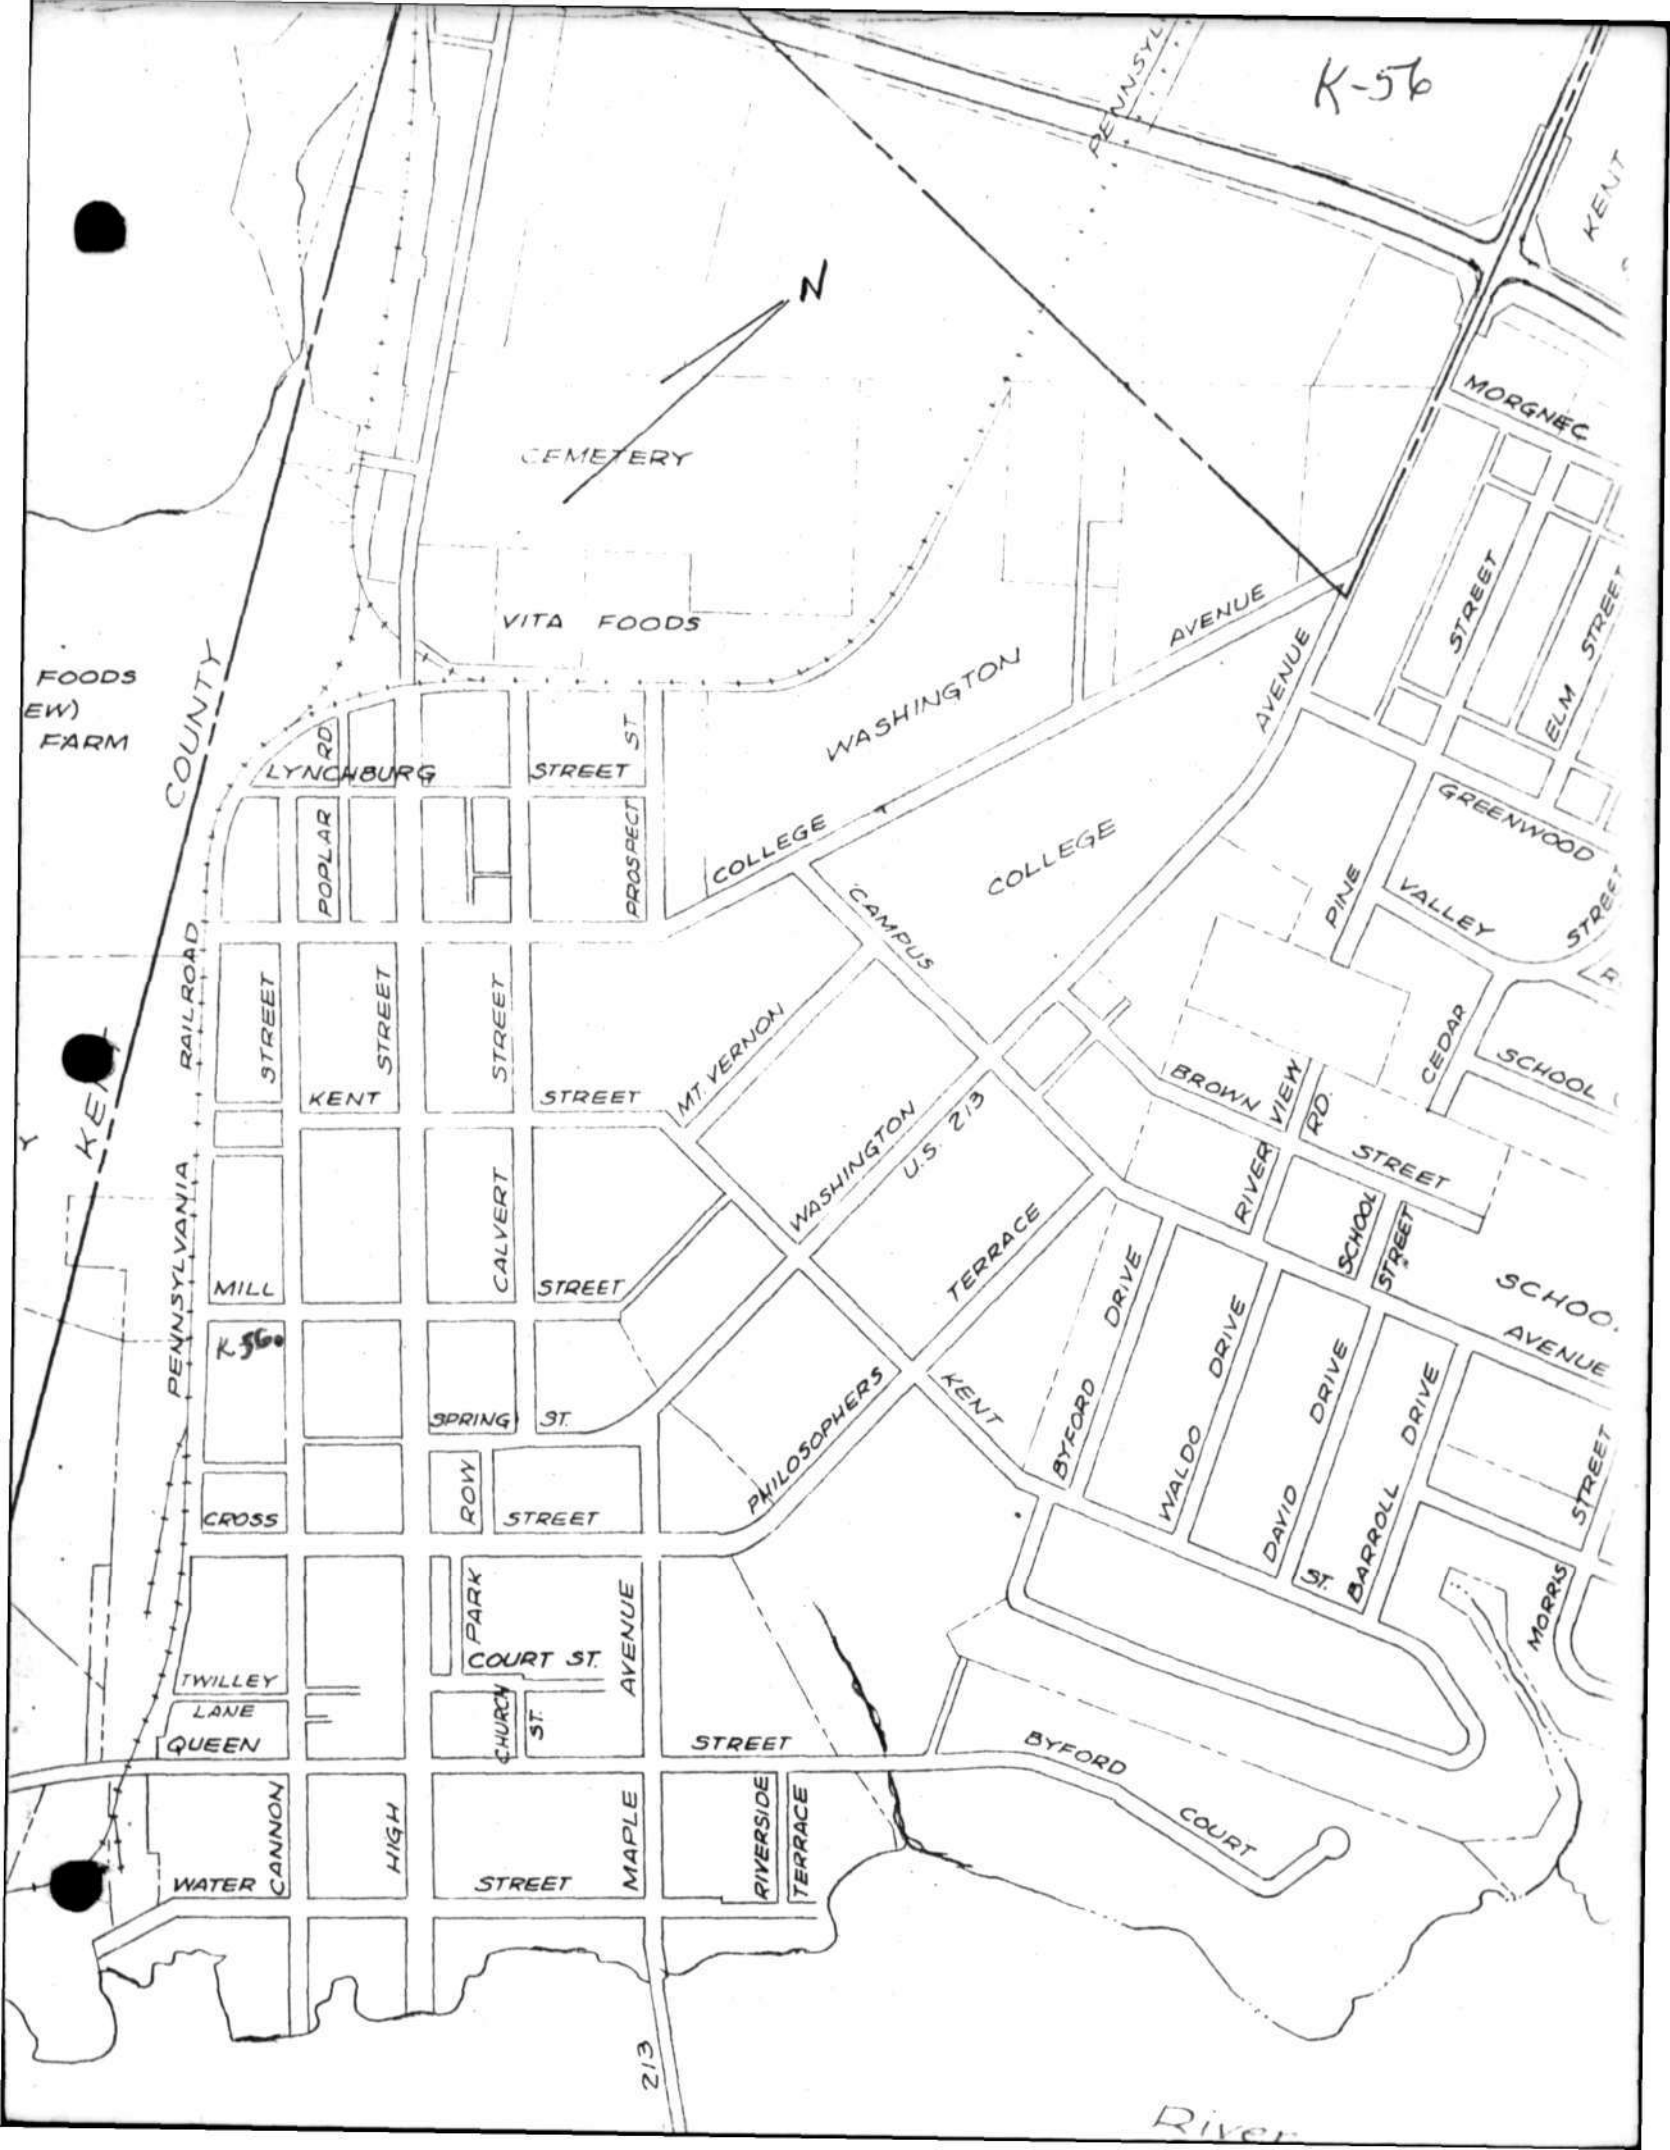 PENNSYL
K-56
KENT
N
MORGNEC
CEMETERY
STREET
STREET
ELM
VITA FOODS
AVENUE
AVENUE
WASHINGTON
FOODS
EW)
FARM
COUNTY
RD.
ST
LYNCHBURG
STREET
POPLAR
PROSPECT
COLLEGE
COLLEGE
GREENWOOD
PINE
VALLEY
STREET
CAMPUS
RAILROAD
STREET
STREET
STREET
MT. VERNON
CEDAR
SCHOOL
BROWN
VIEW
RD.
KENT
STREET
WASHINGTON
U.S. 213
STREET
RIVER
SCHOOL
STREET
PENNSYLVANIA
CALVERT
TERRACE
DRIVE
MILL
STREET
SCHOO
K-56
DRIVE
DRIVE
AVENUE
SPRING
ST.
PHILOSOPHERS
KENT
BYFORD
DRIVE
WALDO
STREET
CROSS
ROW
STREET
DAVID
ST.
BARROLL
MORRIS
PARK
AVENUE
COURT ST.
TWILLEY
LANE
CHURCH
ST.
QUEEN
STREET
BYFORD
COURT
CANNON
HIGH
MAPLE
RIVERSIDE
TERRACE
WATER
STREET
213
River